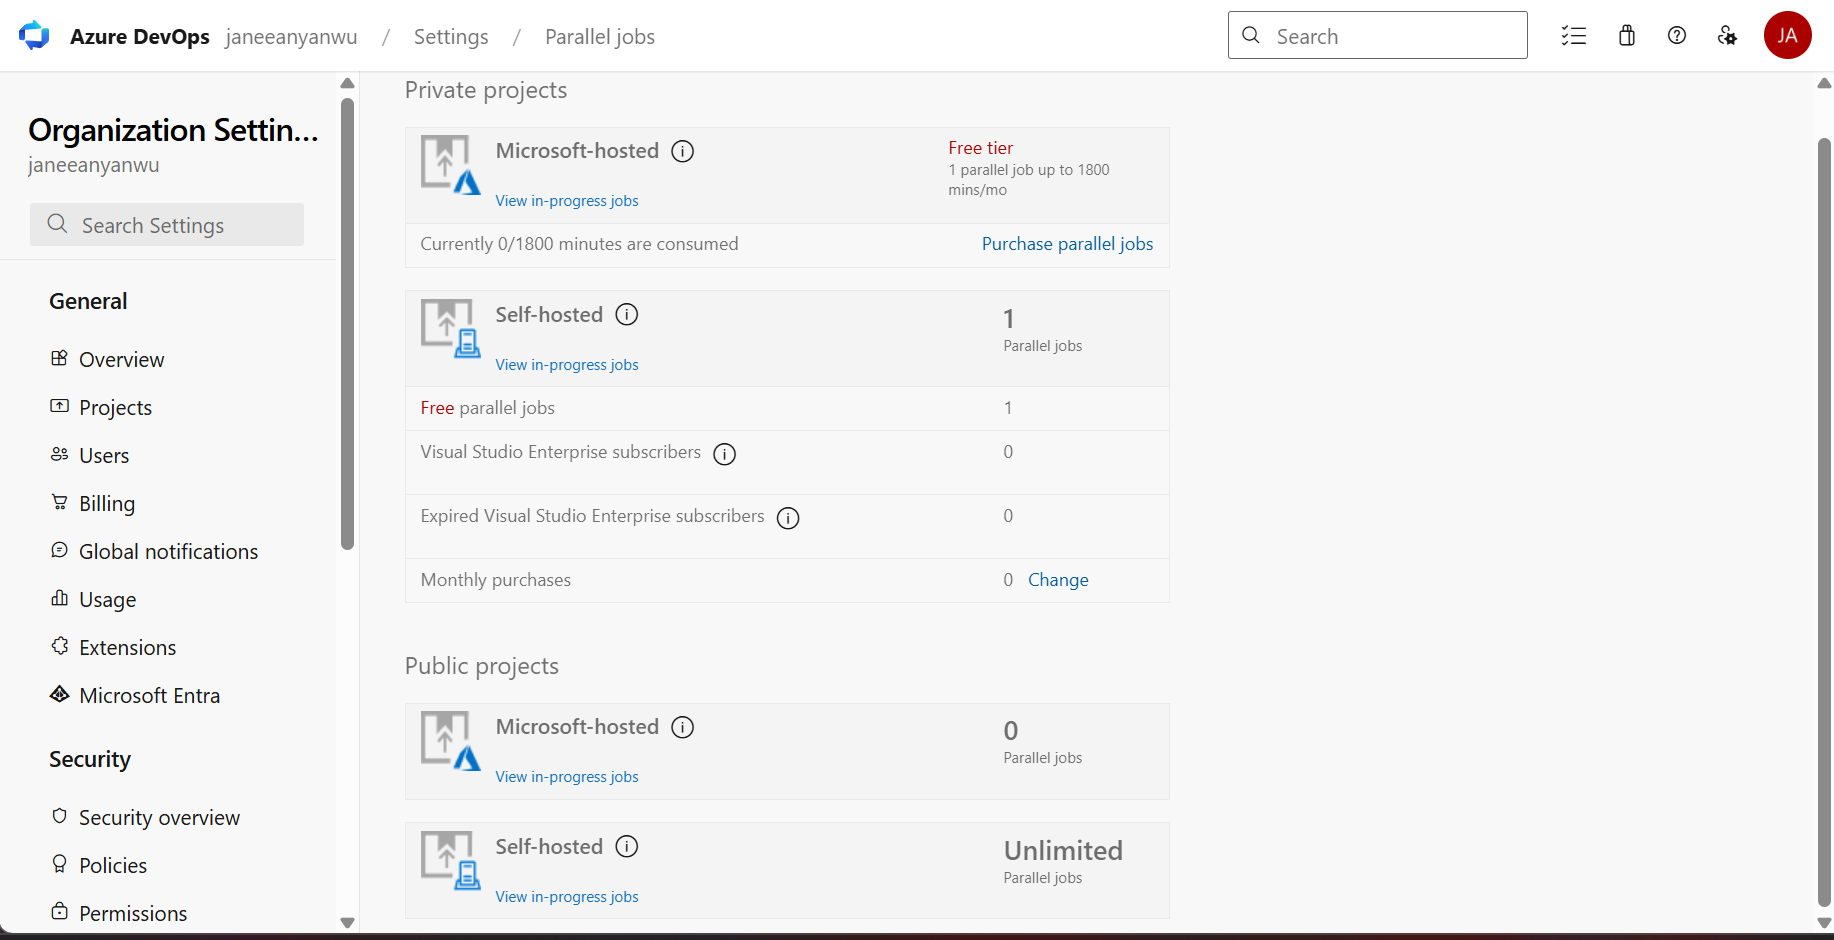 Azure DevOps janeeanyanwu / Settings / Parallel jobs
Search
JA
Organization Settin...
janeeanyanwu
Search Settings
General
Overview
Projects
Users
Billing
Global notifications
Usage
Extensions
Microsoft Entra
Security
Security overview
Policies
Permissions
Private projects
Microsoft-hosted
View in-progress jobs
Free tier
1 parallel job up to 1800
mins/mo
Currently 0/1800 minutes are consumed
Purchase parallel jobs
Self-hosted
View in-progress jobs
1
Parallel jobs
Free parallel jobs 1
Visual Studio Enterprise subscribers 0
Expired Visual Studio Enterprise subscribers 0
Monthly purchases 0 Change
Public projects
Microsoft-hosted
View in-progress jobs
0
Parallel jobs
Self-hosted
View in-progress jobs
Unlimited
Parallel jobs